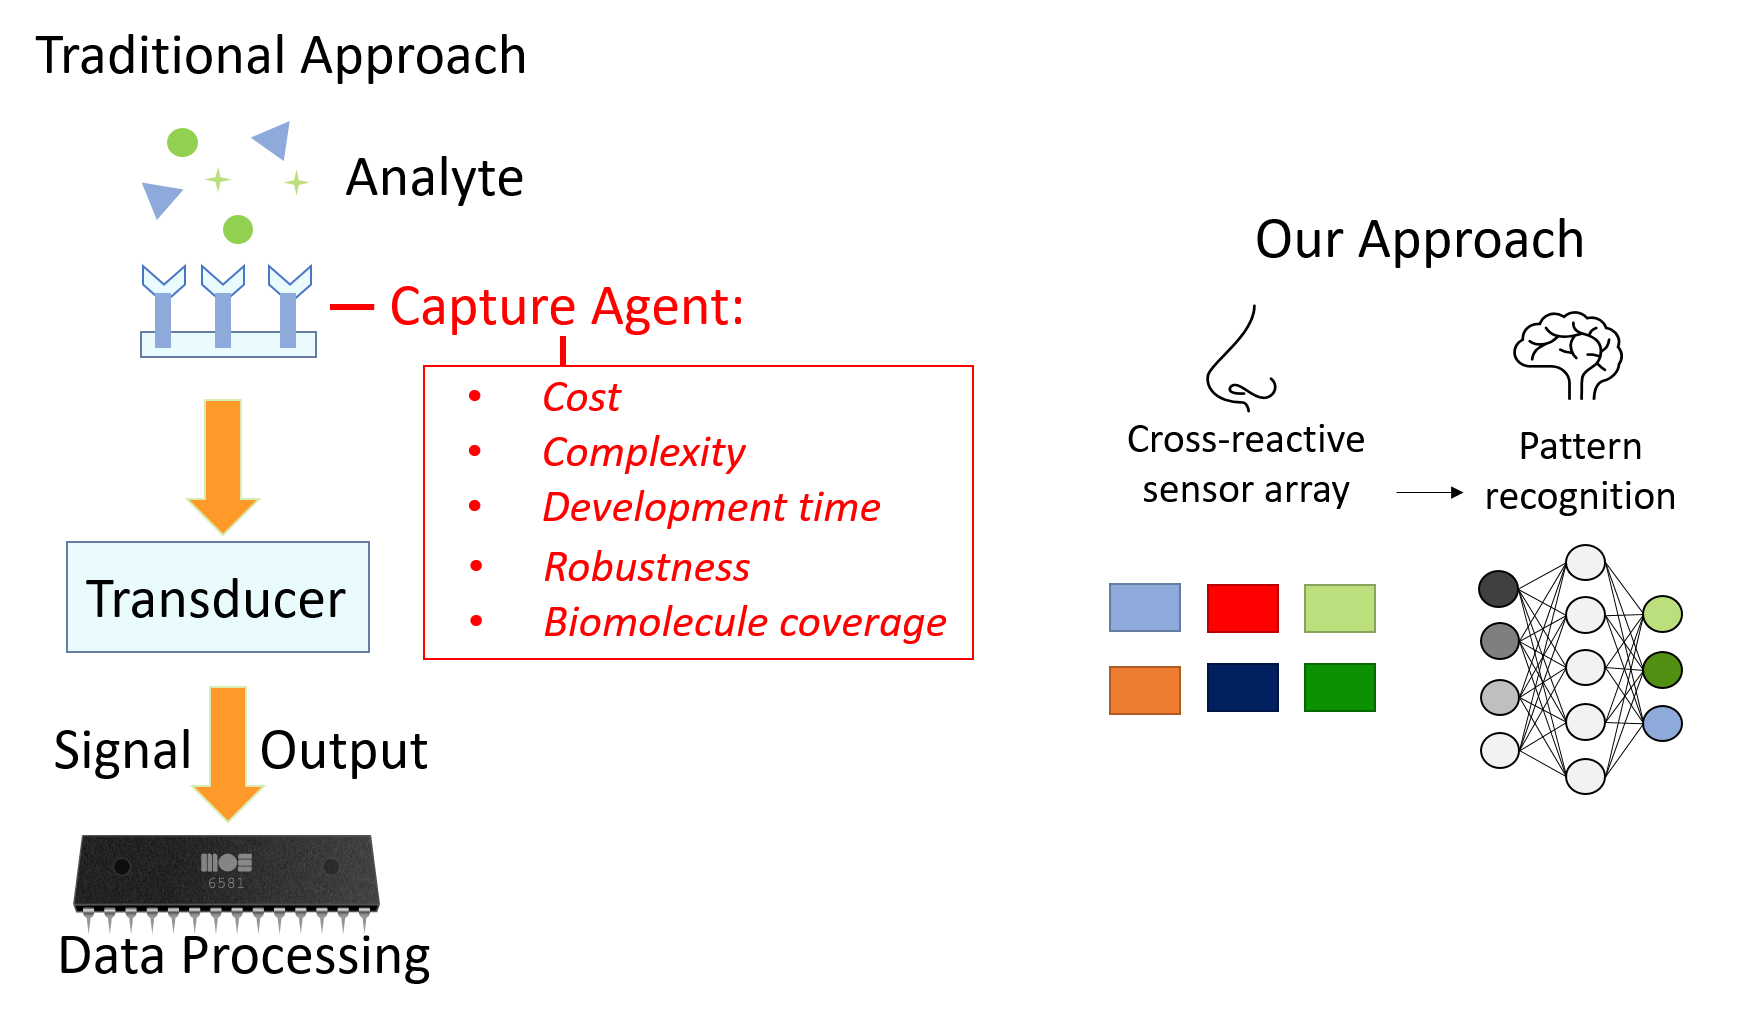 Traditional Approach
Analyte
Capture Agent:
• Cost
• Complexity
• Development time
• Robustness
• Biomolecule coverage
Transducer
Signal Output
MOS
6581
Data Processing
Our Approach
Cross-reactive
sensor array
Pattern
recognition